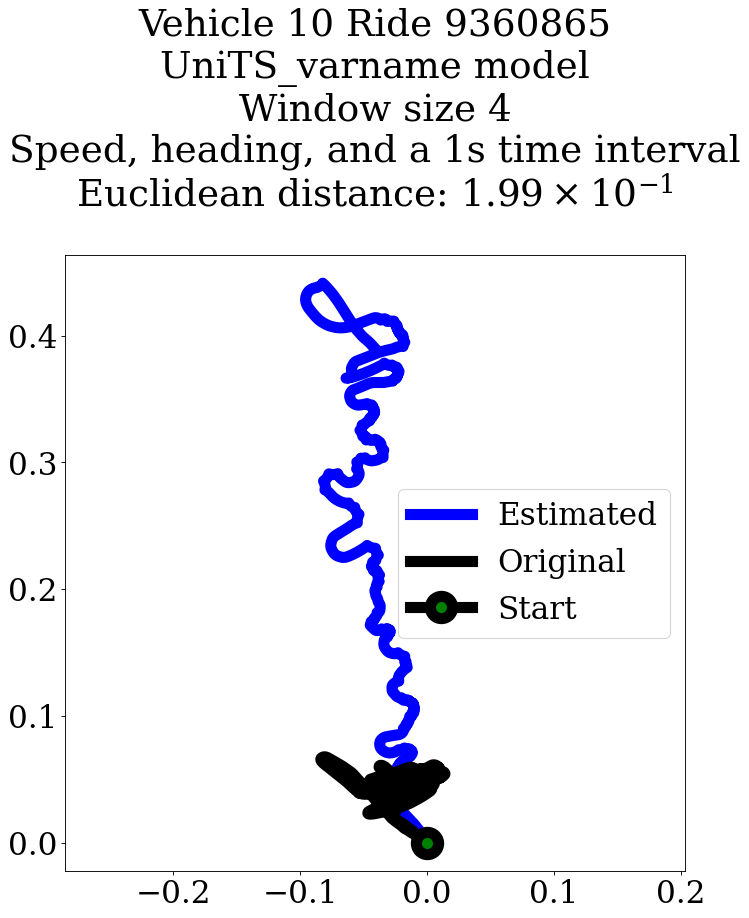 Vehicle 10 Ride 9360865
UniTS_varname model
Window size 4
Speed, heading, and a 1s time interval
Euclidean distance: 1.99 × 10⁻¹
0.4
0.3
Estimated
Original
0.2
Start
0.1
0.0
−0.2 −0.1 0.0 0.1 0.2